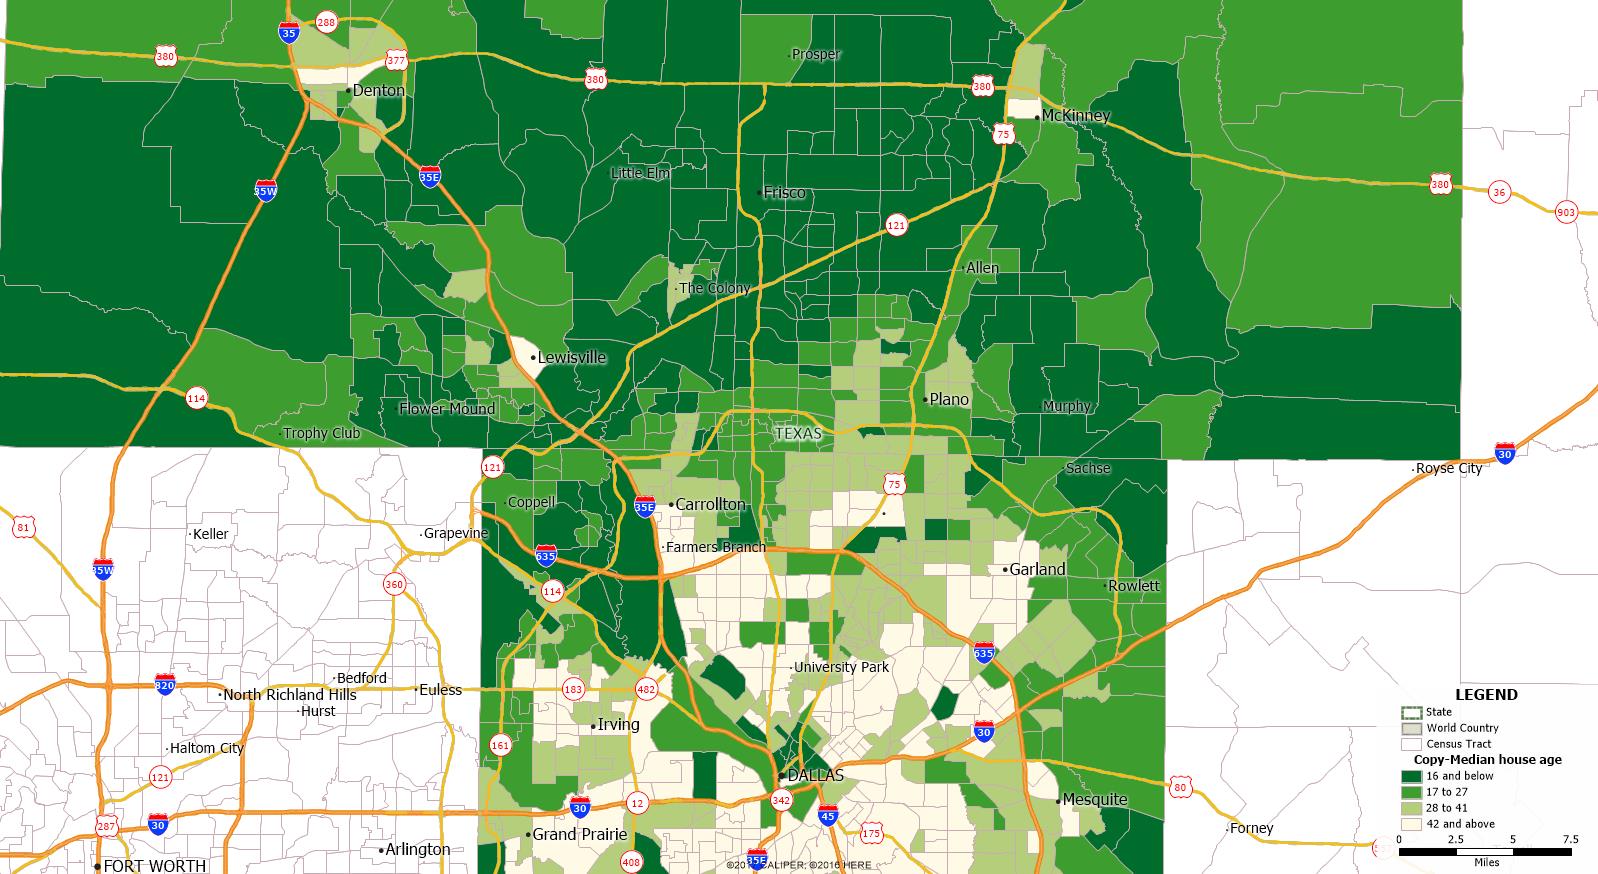 288
35
380
377
380
Prosper
380
Denton
McKinney
75
35W
35E
Little Elm
Frisco
121
380
36
903
Allen
The Colony
Lewisville
114
Flower Mound
Plano
Murphy
Trophy Club
TEXAS
121
Sachse
30
Royse City
75
Coppell
35E
Carrollton
81
Keller
Grapevine
Farmers Branch
635
35W
360
114
Garland
Rowlett
635
University Park
820
Bedford
North Richland Hills
Euless
183
482
Hurst
Irving
30
161
Haltom City
121
DALLAS
80
342
Mesquite
12
30
45
287
30
Grand Prairie
175
Forney
Arlington
408
35E
FORT WORTH
LEGEND
State
World Country
Census Tract
Copy-Median house age
16 and below
17 to 27
28 to 41
42 and above
0 2.5 5 7.5
Miles
CALIPER; ©2016 HERE